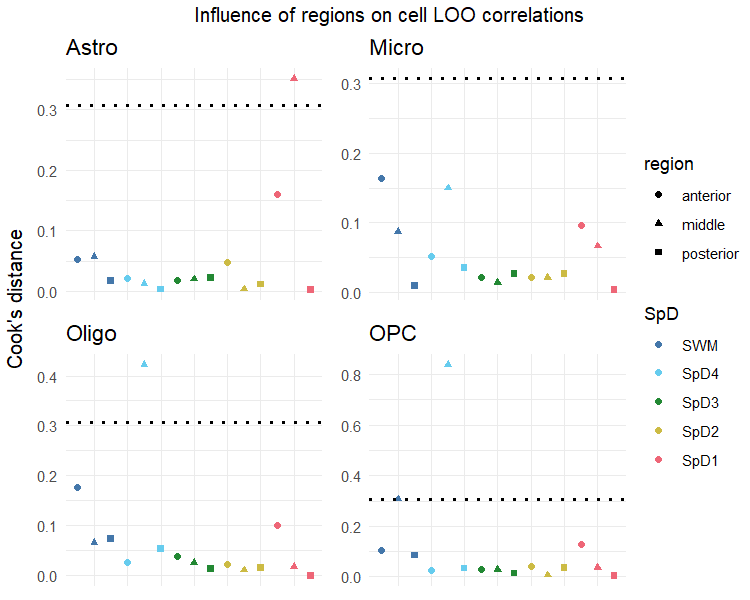 Influence of regions on cell LOO correlations
Cook's distance
Astro
0.3
0.2
0.1
0.0
Micro
0.3
0.2
0.1
0.0
Oligo
0.4
0.3
0.2
0.1
0.0
OPC
0.8
0.6
0.4
0.2
0.0
region
anterior
middle
posterior
SpD
SWM
SpD4
SpD3
SpD2
SpD1